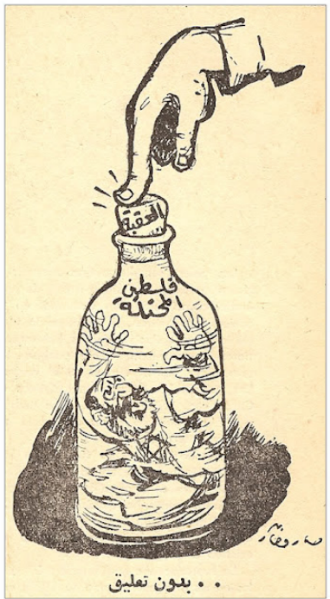 العقبة
فلسطين
المحتلة
. . بدون تعليق